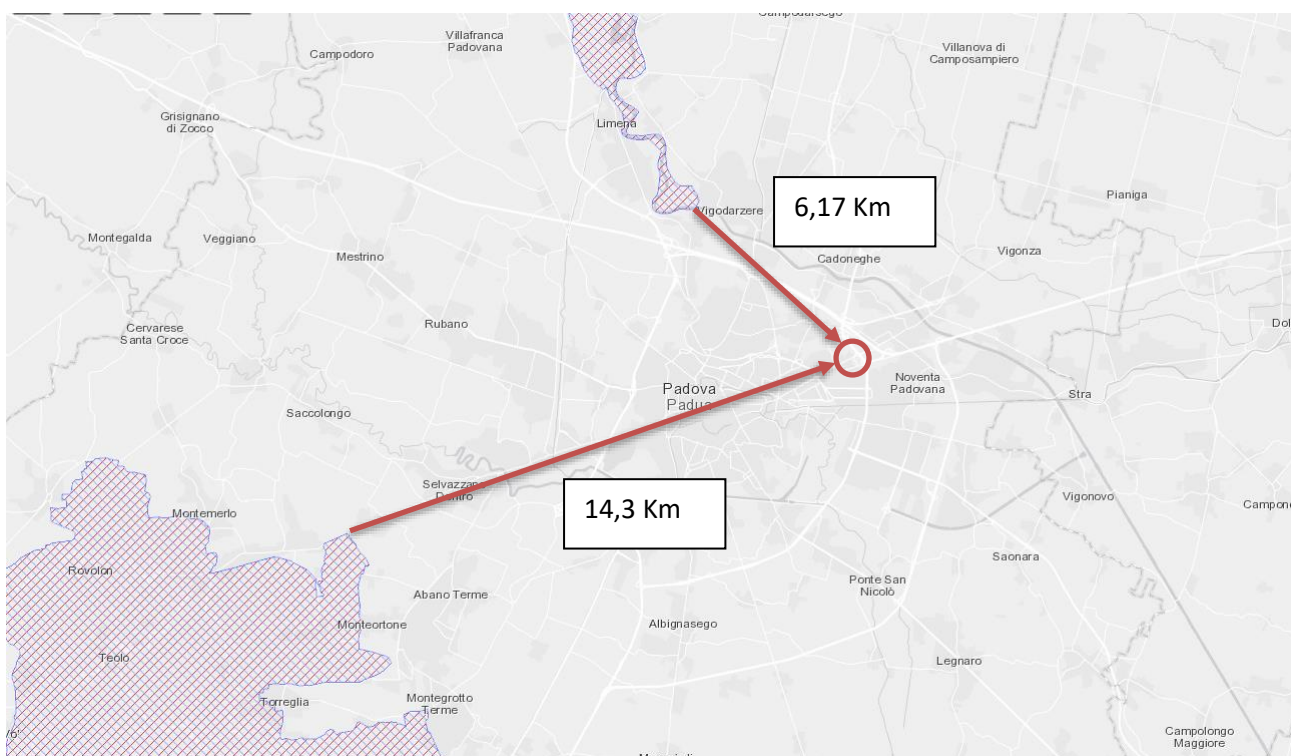 Campodarsego
Villafranca
Padovana
Villanova di
Camposampiero
Campodoro
Grisignano
di Zocco
Limena
6,17 Km
Pianiga
Vigodarzere
Montegalda
Veggiano
Mestrino
Vigonza
Cadoneghe
Cervarese
Santa Croce
Rubano
Padova
Padua
Noventa
Padovana
Stra
Saccolongo
Selvazzano
Dentro
14,3 Km
Vigonovo
Montemerlo
Saonara
Rovolon
Ponte San
Nicolò
Abano Terme
Monteortone
Albignasego
Teolo
Legnaro
Torreglia
Montegrotto
Terme
Campolongo
Maggiore